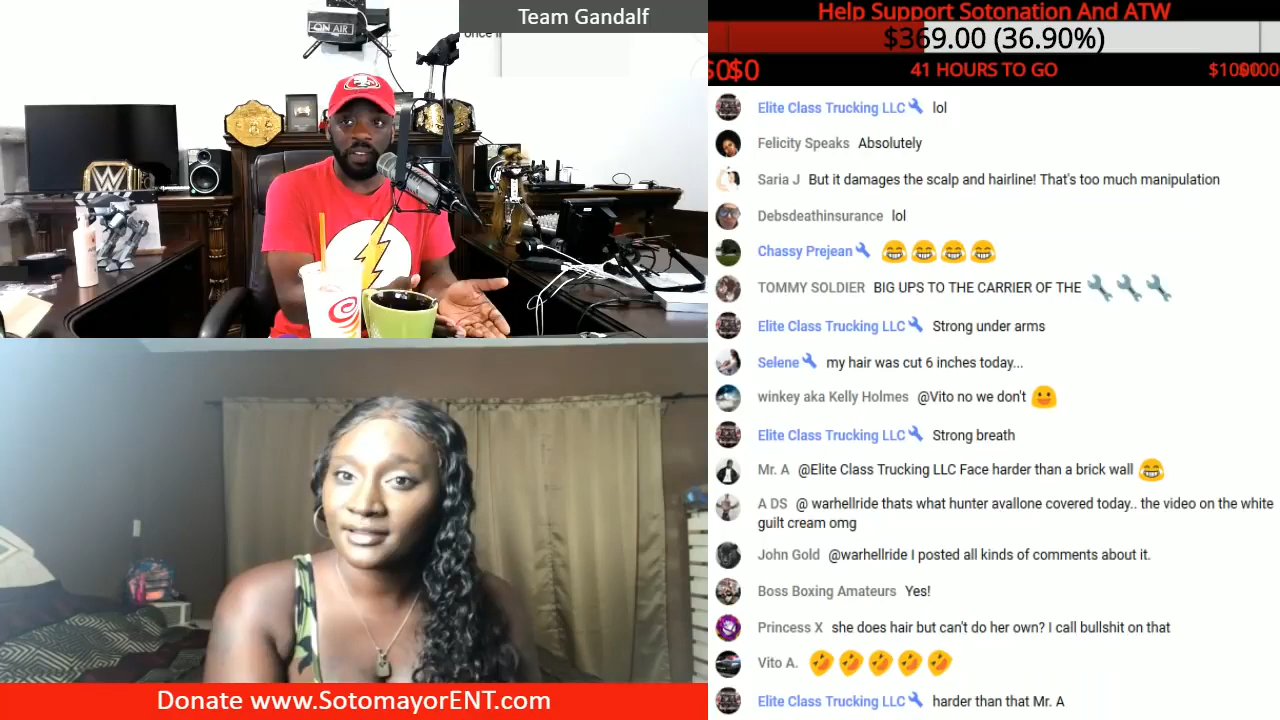 Team Gandalf
once
ON AIR
W
Donate www.SotomayorENT.com
Help Support Sotonation And ATW
$369.00 (36.90%)
$0
41 HOURS TO GO
Elite Class Trucking LLC lol
Felicity Speaks Absolutely
Saria J But it damages the scalp and hairline! That's too much manipulation
Debsdeathinsurance lol
Chassy Prejean 😂😂😂😂
TOMMY SOLDIER BIG UPS TO THE CARRIER OF THE 🔧🔧🔧
Elite Class Trucking LLC Strong under arms
Selene my hair was cut 6 inches today...
winkey aka Kelly Holmes @Vito no we don't 😛
Elite Class Trucking LLC Strong breath
Mr. A @Elite Class Trucking LLC Face harder than a brick wall 😂
A DS @ warhellride thats what hunter avallone covered today.. the video on the white
guilt cream omg
John Gold @warhellride I posted all kinds of comments about it.
Boss Boxing Amateurs Yes!
Princess X she does hair but can't do her own? I call bullshit on that
Vito A. 🤣🤣🤣🤣🤣
Elite Class Trucking LLC harder than that Mr. A